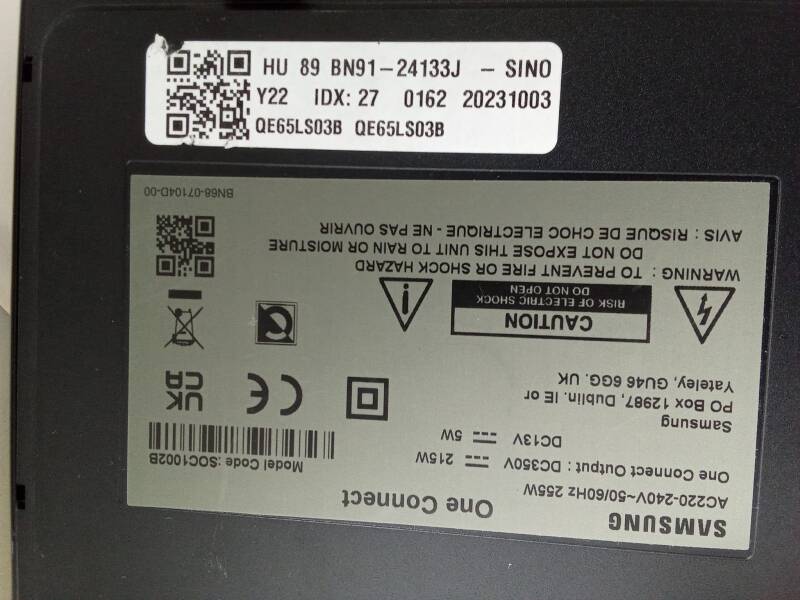 HU 89 BN91-24133J - SINO
Y22 IDX: 27 0162 20231003
QE65LS03B QE65LS03B
SAMSUNG
One Connect
AC220-240V~50/60Hz 255W
Model Code : SOC1002B
One Connect Output : DC350V ⎓ 215W
DC13V ⎓ 5W
Samsung
PO Box 12987, Dublin. IE or
Yateley, GU46 6GG. UK
UK
CA
CE
CAUTION
RISK OF ELECTRIC SHOCK
DO NOT OPEN
WARNING : TO PREVENT FIRE OR SHOCK HAZARD
DO NOT EXPOSE THIS UNIT TO RAIN OR MOISTURE
AVIS : RISQUE DE CHOC ELECTRIQUE - NE PAS OUVRIR
BN68-07104D-00